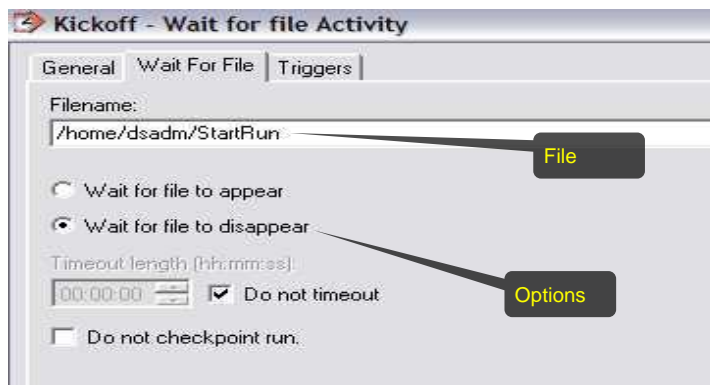 Kickoff - Wait for file Activity
General Wait For File Triggers
Filename:
/home/dsadm/StartRun
File
Wait for file to appear
Wait for file to disappear
Timeout length (hh:mm:ss):
00:00:00 Do not timeout
Options
Do not checkpoint run.